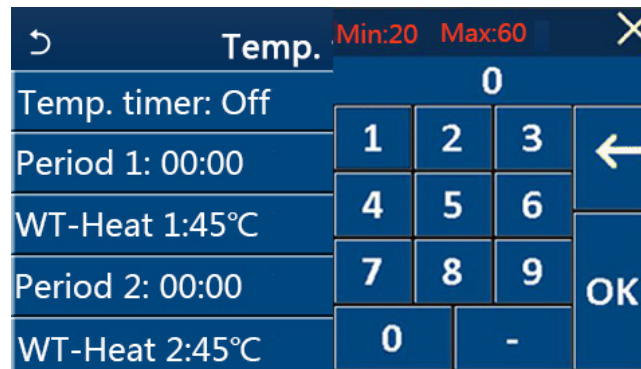 Temp.
Temp. timer: Off
Period 1: 00:00
WT-Heat 1:45℃
Period 2: 00:00
WT-Heat 2:45℃
Min:20 Max:60
0
1 2 3
4 5 6
7 8 9
OK
0 -